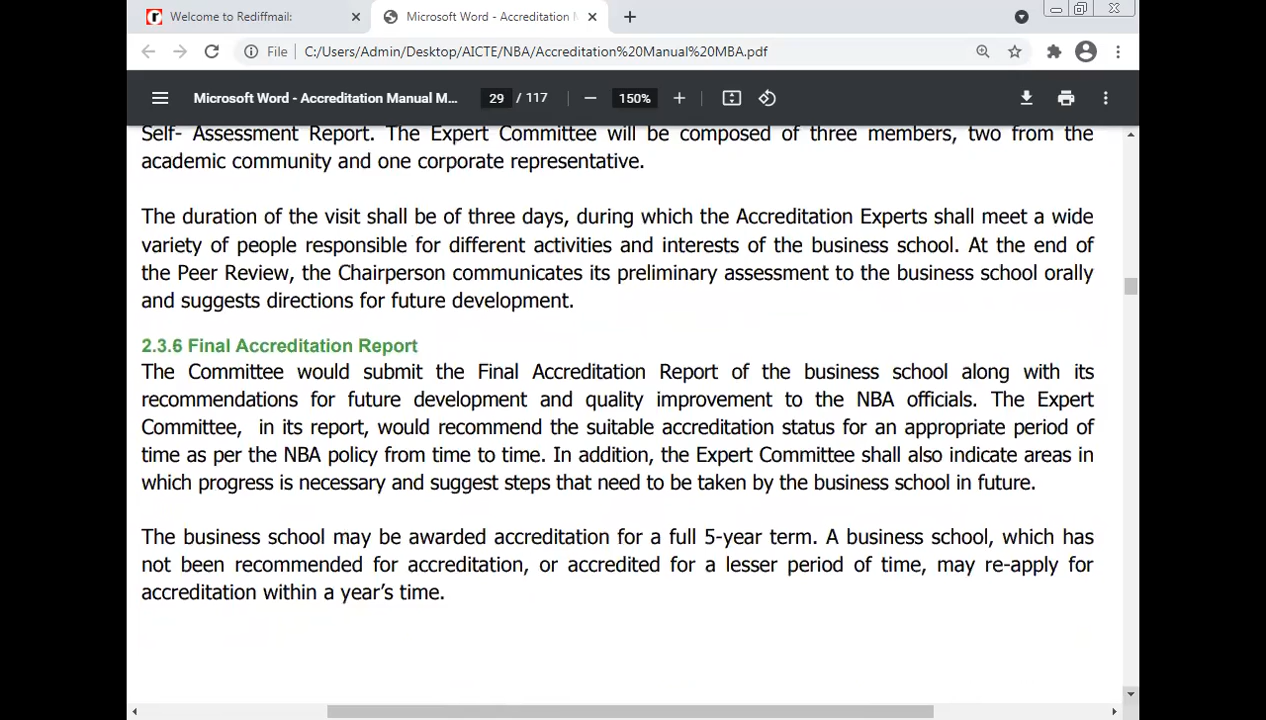 Welcome to Rediffmail:
Microsoft Word - Accreditation M
File
C:/Users/Admin/Desktop/AICTE/NBA/Accreditation%20Manual%20MBA.pdf
Microsoft Word - Accreditation Manual M...
29 / 117
150%
Self- Assessment Report. The Expert Committee will be composed of three members, two from the
academic community and one corporate representative.
The duration of the visit shall be of three days, during which the Accreditation Experts shall meet a wide
variety of people responsible for different activities and interests of the business school. At the end of
the Peer Review, the Chairperson communicates its preliminary assessment to the business school orally
and suggests directions for future development.
2.3.6 Final Accreditation Report
The Committee would submit the Final Accreditation Report of the business school along with its
recommendations for future development and quality improvement to the NBA officials. The Expert
Committee, in its report, would recommend the suitable accreditation status for an appropriate period of
time as per the NBA policy from time to time. In addition, the Expert Committee shall also indicate areas in
which progress is necessary and suggest steps that need to be taken by the business school in future.
The business school may be awarded accreditation for a full 5-year term. A business school, which has
not been recommended for accreditation, or accredited for a lesser period of time, may re-apply for
accreditation within a year’s time.